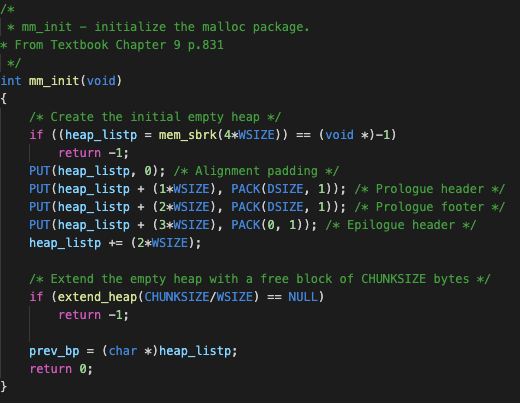 /*
 * mm_init - initialize the malloc package.
* From Textbook Chapter 9 p.831
 */
int mm_init(void)
{
    /* Create the initial empty heap */
    if ((heap_listp = mem_sbrk(4*WSIZE)) == (void *)-1)
        return -1;
    PUT(heap_listp, 0); /* Alignment padding */
    PUT(heap_listp + (1*WSIZE), PACK(DSIZE, 1)); /* Prologue header */
    PUT(heap_listp + (2*WSIZE), PACK(DSIZE, 1)); /* Prologue footer */
    PUT(heap_listp + (3*WSIZE), PACK(0, 1)); /* Epilogue header */
    heap_listp += (2*WSIZE);

    /* Extend the empty heap with a free block of CHUNKSIZE bytes */
    if (extend_heap(CHUNKSIZE/WSIZE) == NULL)
        return -1;

    prev_bp = (char *)heap_listp;
    return 0;
}